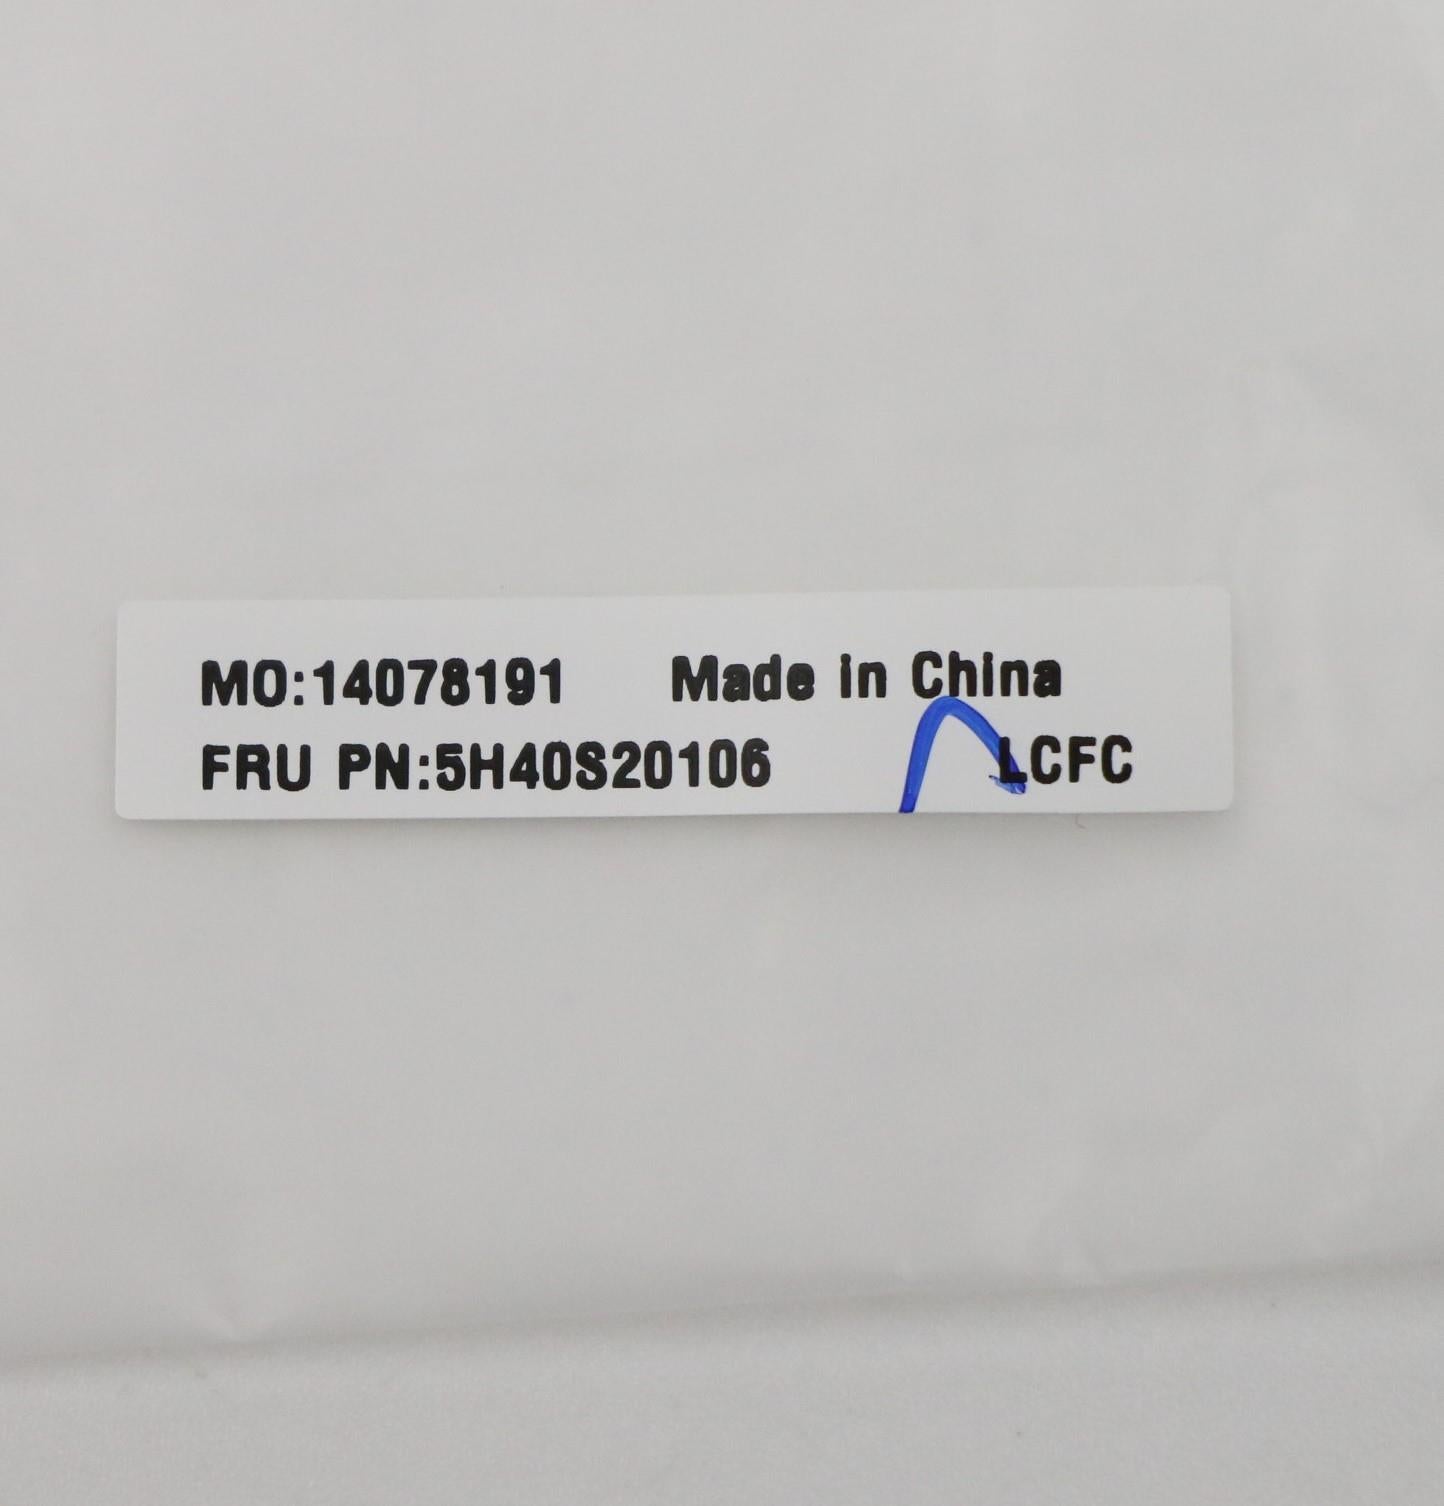 MO:14078191 Made in China
FRU PN:5H40S20106 LCFC